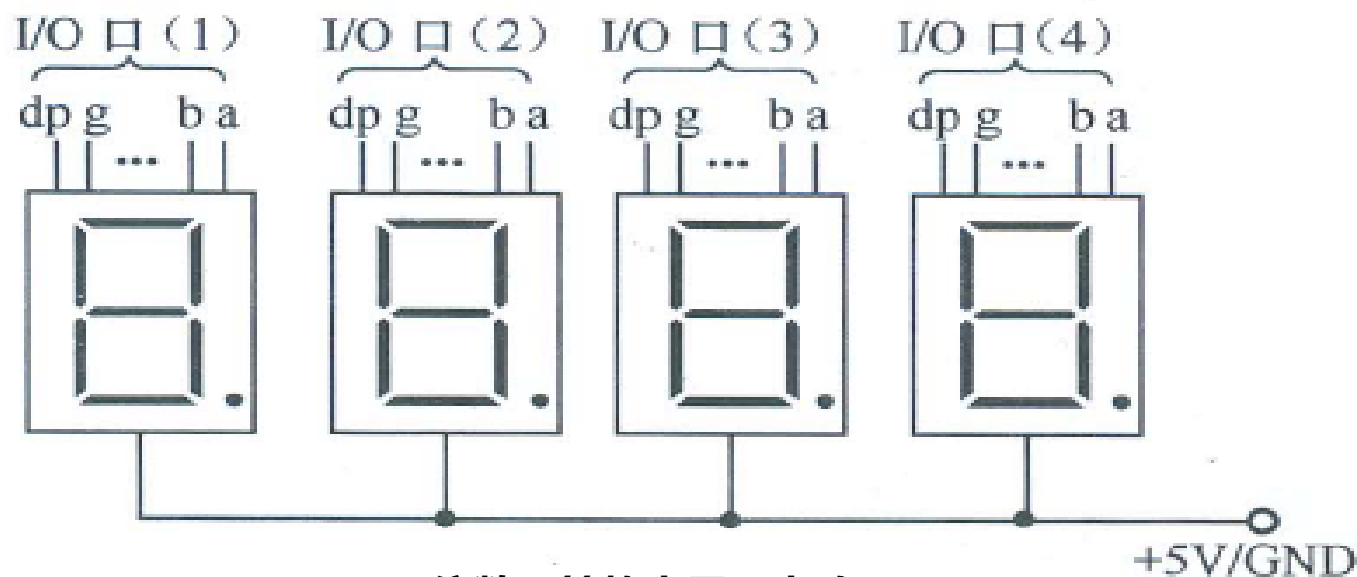 I/O 口（1） I/O 口（2） I/O 口（3） I/O 口（4）
dp g ··· b a dp g ··· b a dp g ··· b a dp g ··· b a
+5V/GND